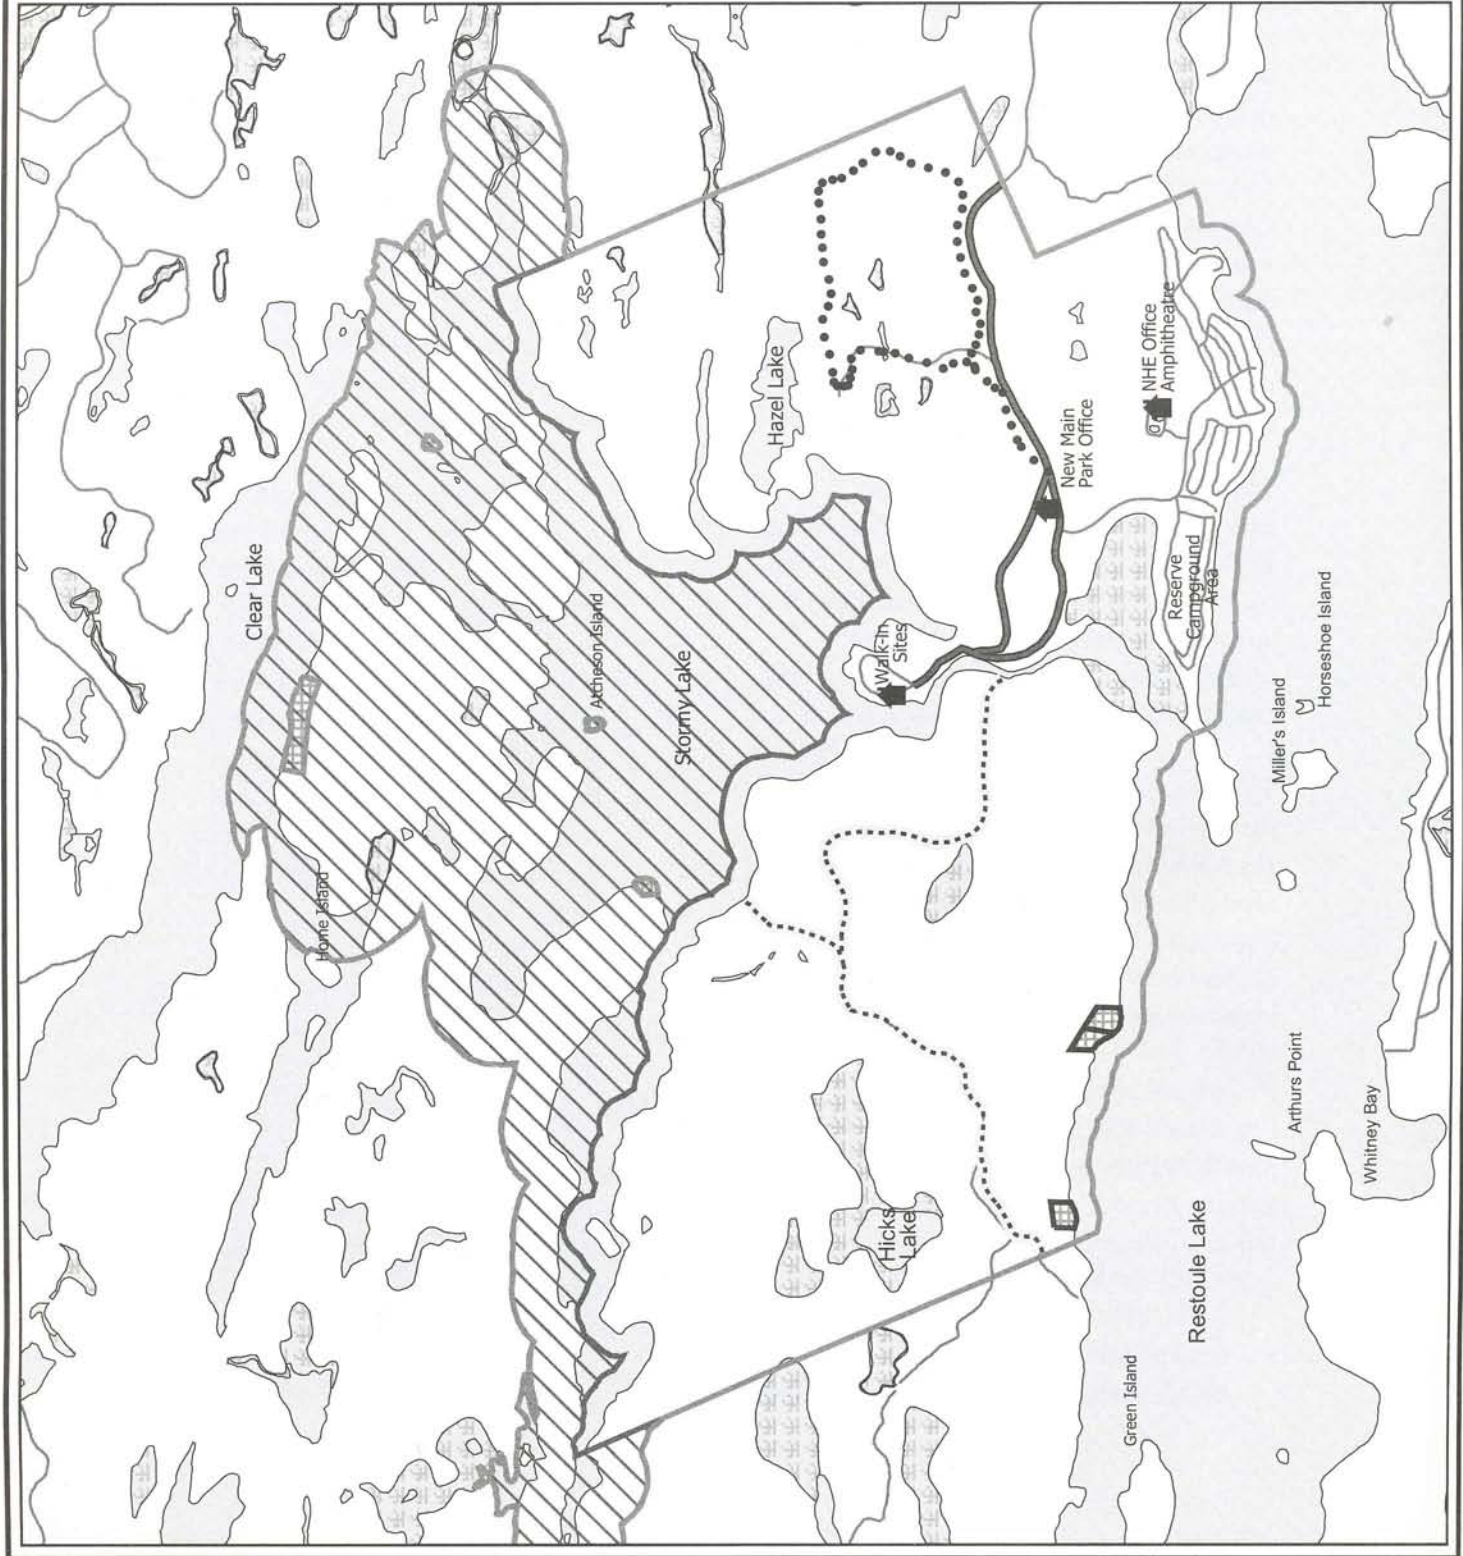 Clear Lake
Home Island
Atcheson Island
Stormy Lake
Hazel Lake
Walk-in
Sites
New Main
Park Office
NHE Office
Amphitheatre
Reserve
Campground
Area
Hicks
Lake
Miller's Island
Horseshoe Island
Arthurs Point
Whitney Bay
Restoule Lake
Green Island